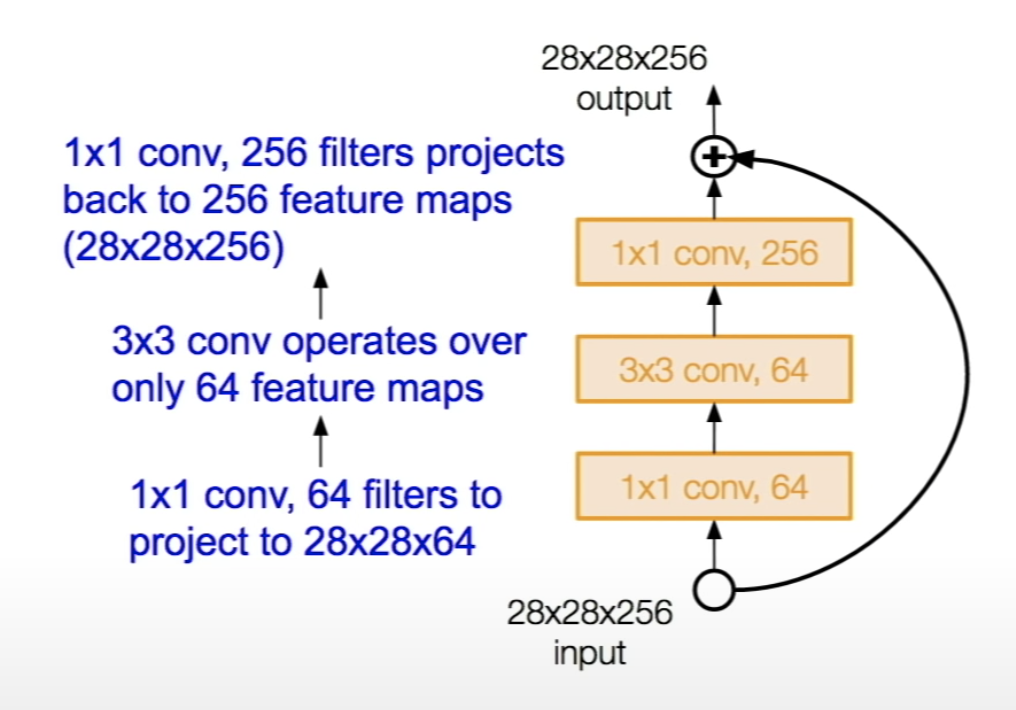 28x28x256
output
1x1 conv, 256 filters projects
back to 256 feature maps
(28x28x256)
1x1 conv, 256
3x3 conv operates over
only 64 feature maps
3x3 conv, 64
1x1 conv, 64 filters to
project to 28x28x64
1x1 conv, 64
28x28x256
input